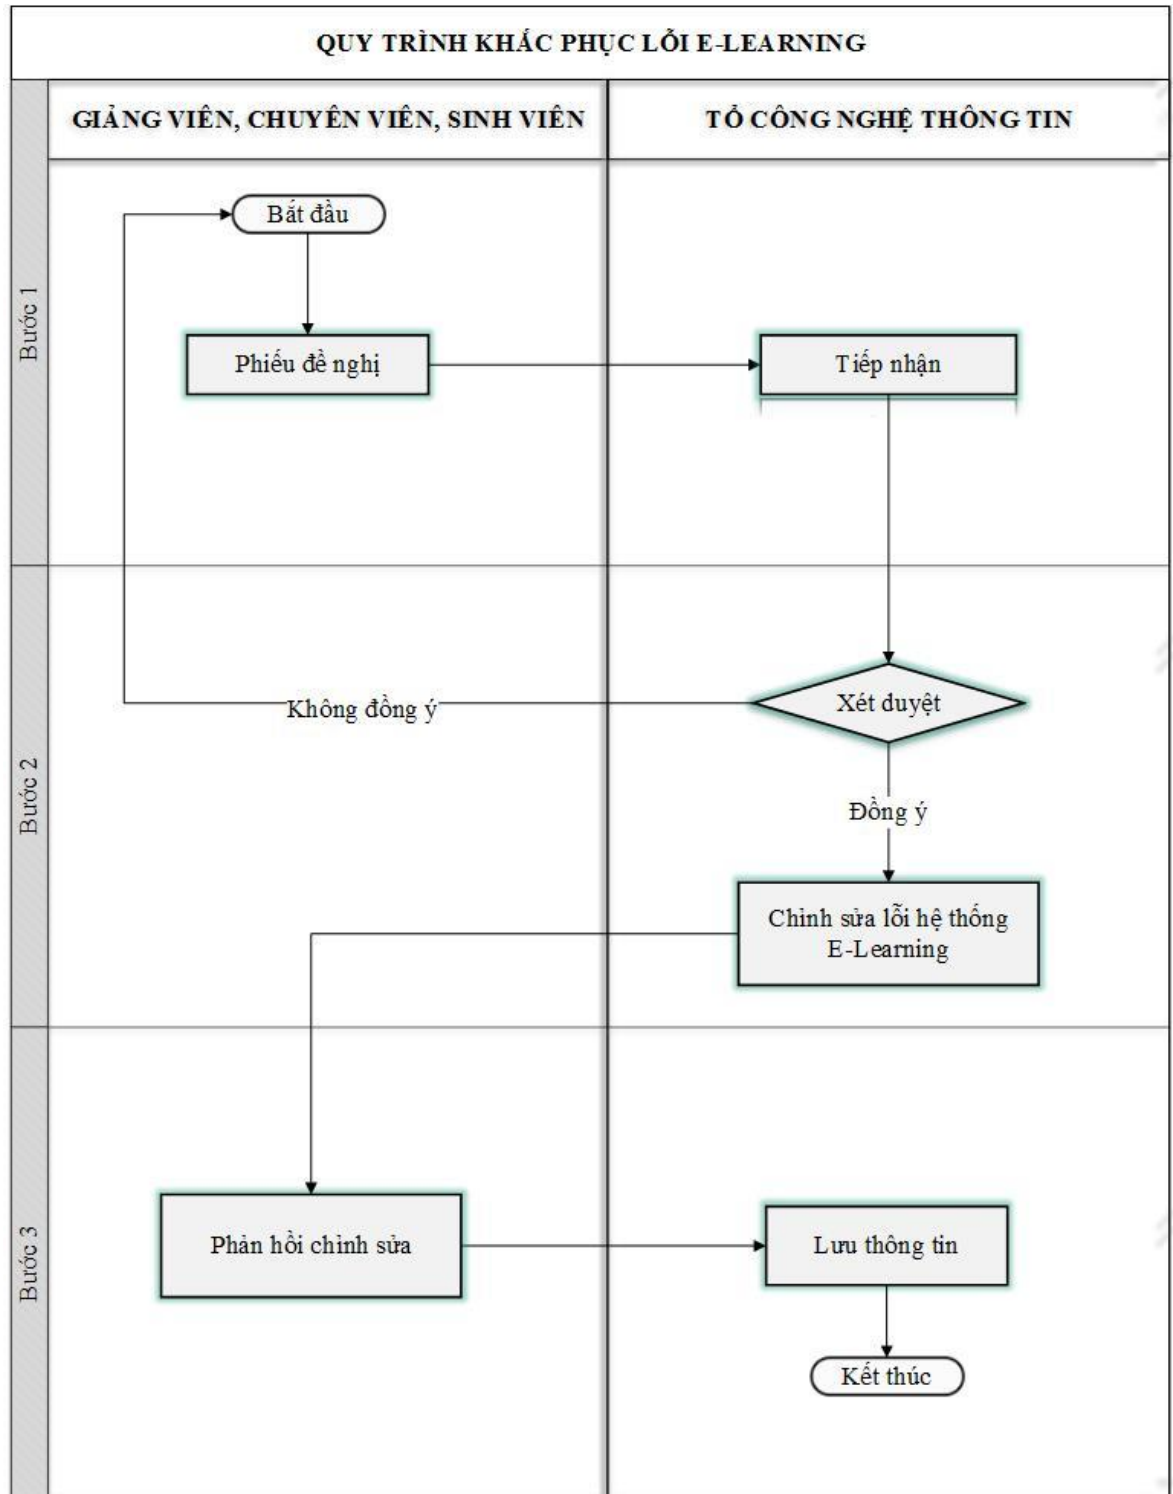 QUY TRÌNH KHẮC PHỤC LỖI E-LEARNING
GIẢNG VIÊN, CHUYÊN VIÊN, SINH VIÊN
TỔ CÔNG NGHỆ THÔNG TIN
Bước 1
Bắt đầu
Phiếu đề nghị
Tiếp nhận
Bước 2
Xét duyệt
Không đồng ý
Đồng ý
Chỉnh sửa lỗi hệ thống
E-Learning
Bước 3
Phản hồi chỉnh sửa
Lưu thông tin
Kết thúc